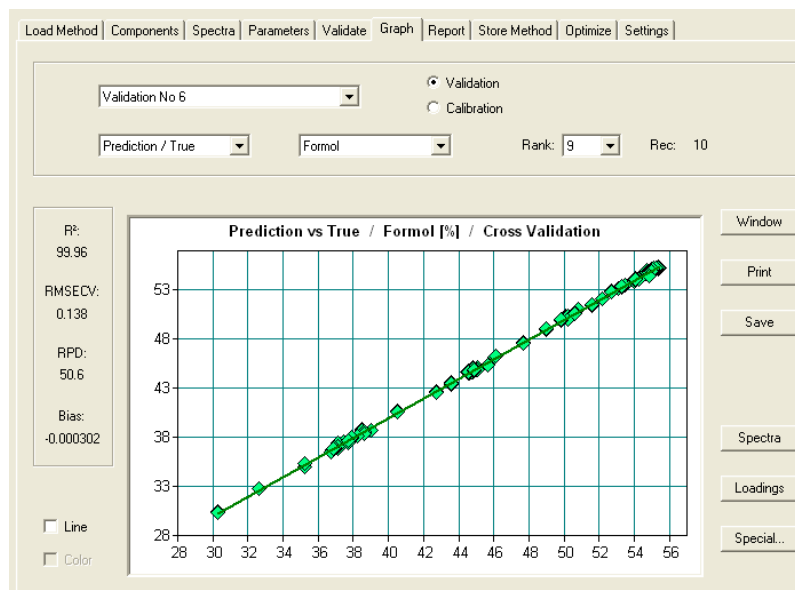 Load Method Components Spectra Parameters Validate Graph Report Store Method Optimize Settings
Validation No 6
Validation
Calibration
Prediction / True Formol Rank: 9 Rec: 10
R²:
99.96
RMSECV:
0.138
RPD:
50.6
Bias:
-0.000302
Line
Color
Prediction vs True / Formol [%] / Cross Validation
53
48
43
38
33
28
28 30 32 34 36 38 40 42 44 46 48 50 52 54 56
Window
Print
Save
Spectra
Loadings
Special...